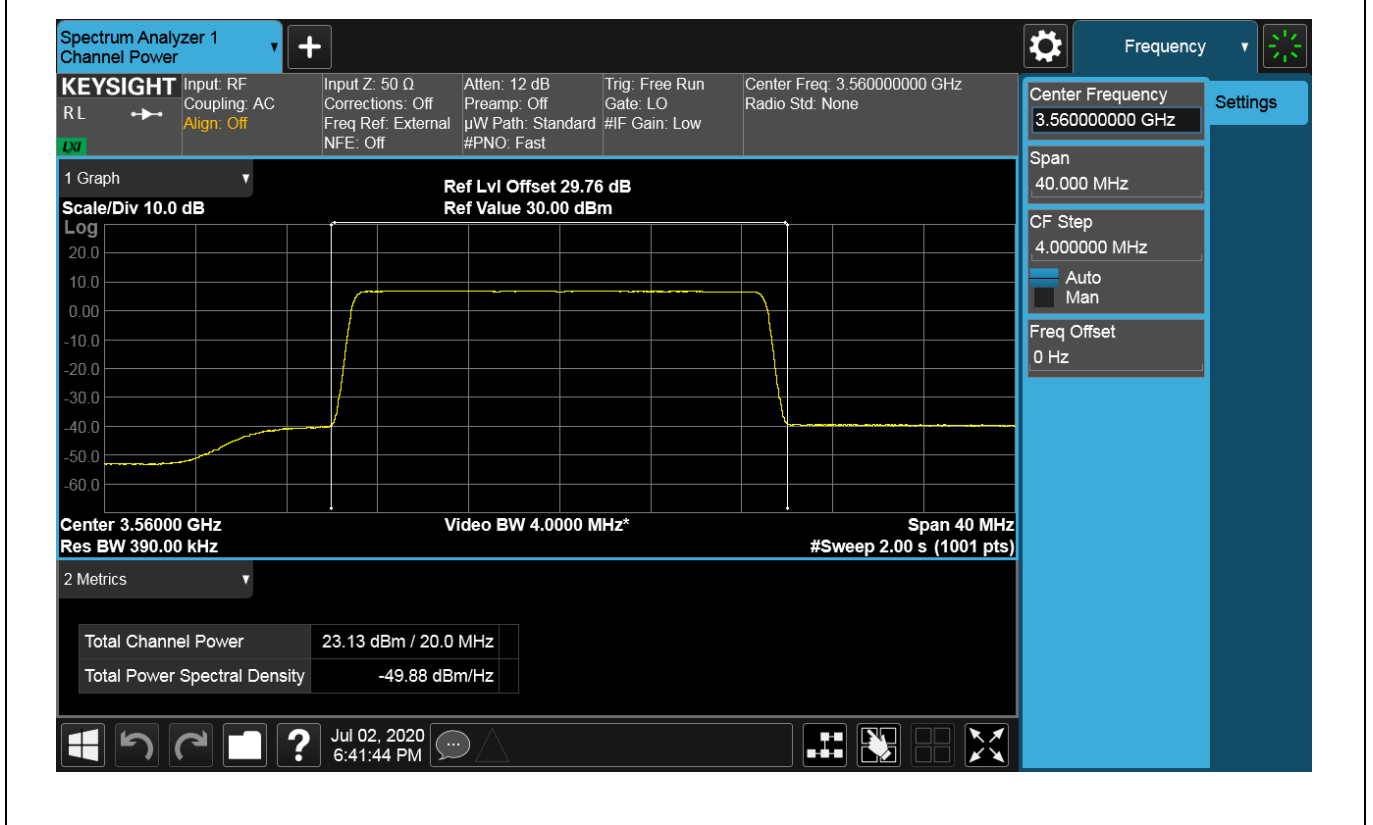 Spectrum Analyzer 1
Channel Power
Frequency
KEYSIGHT
R L
LXI
Input: RF
Coupling: AC
Align: Off
Input Z: 50 Ω
Corrections: Off
Freq Ref: External
NFE: Off
Atten: 12 dB
Preamp: Off
µW Path: Standard
#PNO: Fast
Trig: Free Run
Gate: LO
#IF Gain: Low
Center Freq: 3.560000000 GHz
Radio Std: None
Center Frequency
3.560000000 GHz
Settings
Span
40.000 MHz
CF Step
4.000000 MHz
Auto
Man
Freq Offset
0 Hz
1 Graph
Ref Lvl Offset 29.76 dB
Scale/Div 10.0 dB
Ref Value 30.00 dBm
Log
20.0
10.0
0.00
-10.0
-20.0
-30.0
-40.0
-50.0
-60.0
Center 3.56000 GHz
Video BW 4.0000 MHz*
Span 40 MHz
Res BW 390.00 kHz
#Sweep 2.00 s (1001 pts)
2 Metrics
Total Channel Power
23.13 dBm / 20.0 MHz
Total Power Spectral Density
-49.88 dBm/Hz
?
Jul 02, 2020
6:41:44 PM